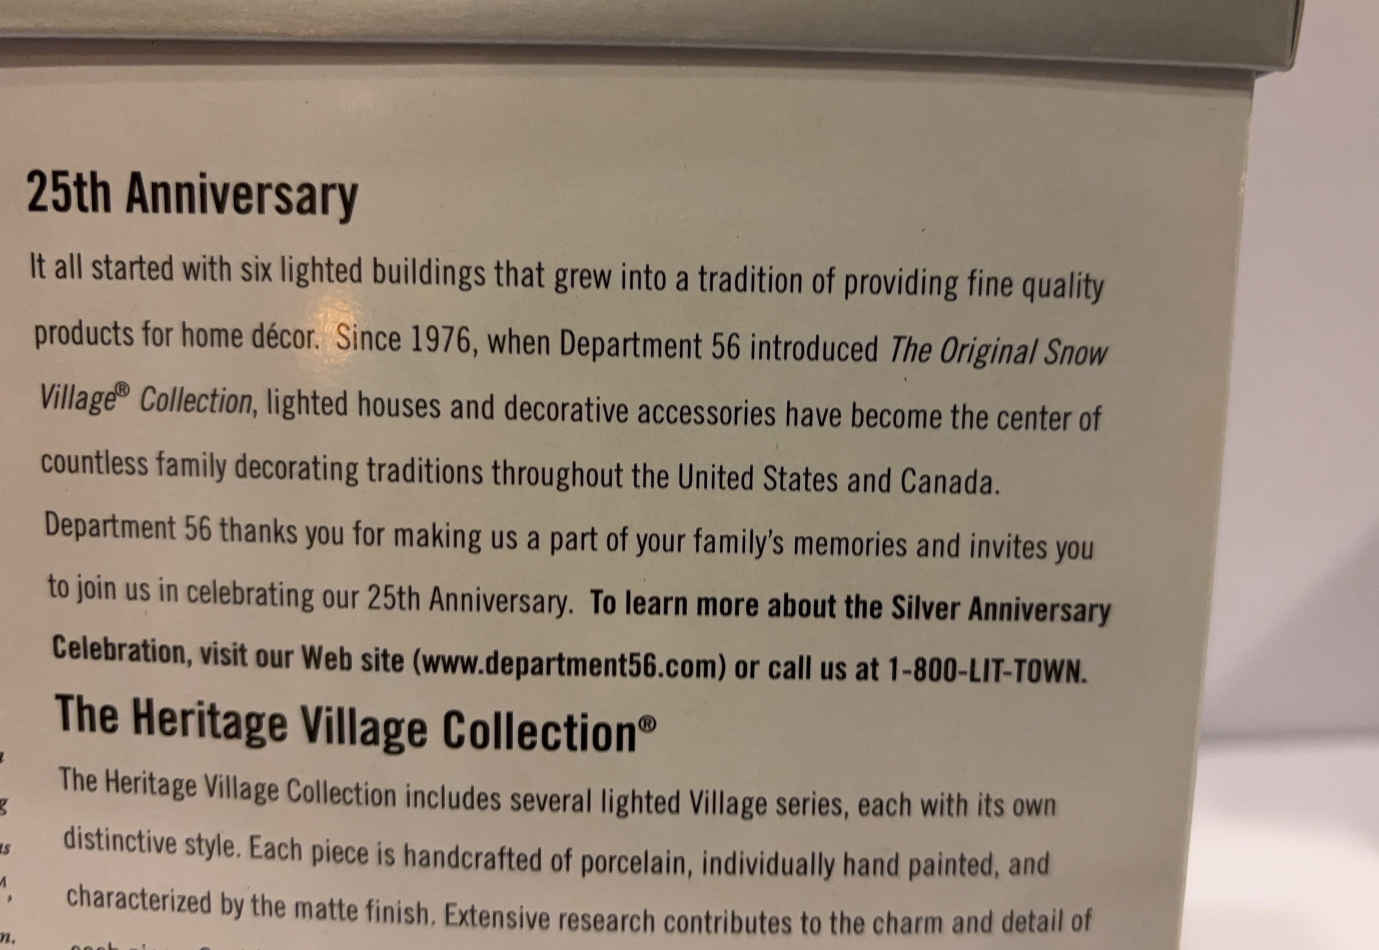 25th Anniversary
It all started with six lighted buildings that grew into a tradition of providing fine quality
products for home décor. Since 1976, when Department 56 introduced The Original Snow
Village® Collection, lighted houses and decorative accessories have become the center of
countless family decorating traditions throughout the United States and Canada.
Department 56 thanks you for making us a part of your family's memories and invites you
to join us in celebrating our 25th Anniversary. To learn more about the Silver Anniversary
Celebration, visit our Web site (www.department56.com) or call us at 1-800-LIT-TOWN.
The Heritage Village Collection®
The Heritage Village Collection includes several lighted Village series, each with its own
distinctive style. Each piece is handcrafted of porcelain, individually hand painted, and
characterized by the matte finish. Extensive research contributes to the charm and detail of